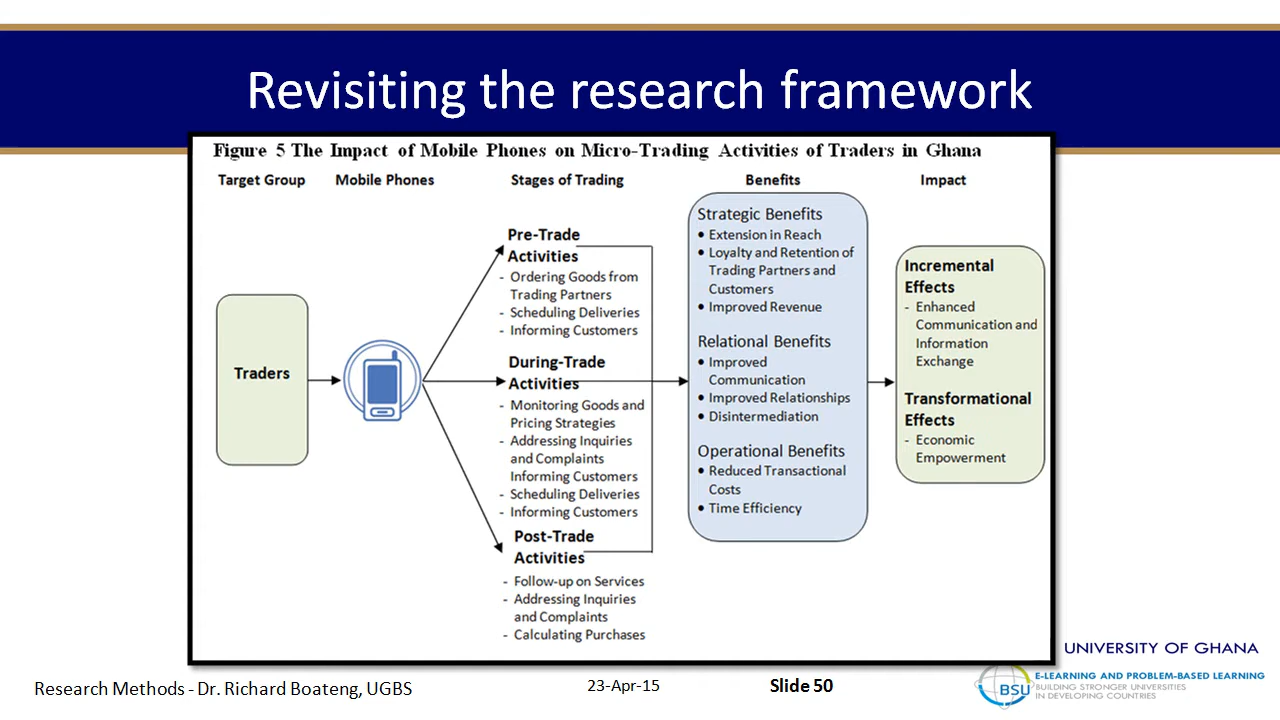 Revisiting the research framework
Figure 5 The Impact of Mobile Phones on Micro-Trading Activities of Traders in Ghana
Target Group
Mobile Phones
Stages of Trading
Benefits
Impact
Traders
Pre-Trade
Activities
- Ordering Goods from
Trading Partners
- Scheduling Deliveries
- Informing Customers
During-Trade
Activities
- Monitoring Goods and
Pricing Strategies
- Addressing Inquiries
and Complaints
Informing Customers
- Scheduling Deliveries
- Informing Customers
Post-Trade
Activities
- Follow-up on Services
- Addressing Inquiries
and Complaints
- Calculating Purchases
Strategic Benefits
• Extension in Reach
• Loyalty and Retention of
Trading Partners and
Customers
• Improved Revenue
Relational Benefits
• Improved
Communication
• Improved Relationships
• Disintermediation
Operational Benefits
• Reduced Transactional
Costs
• Time Efficiency
Incremental
Effects
- Enhanced
Communication and
Information
Exchange
Transformational
Effects
- Economic
Empowerment
UNIVERSITY OF GHANA
Research Methods - Dr. Richard Boateng, UGBS
23-Apr-15
Slide 50
BSU
E-LEARNING AND PROBLEM-BASED LEARNING
BUILDING STRONGER UNIVERSITIES
IN DEVELOPING COUNTRIES